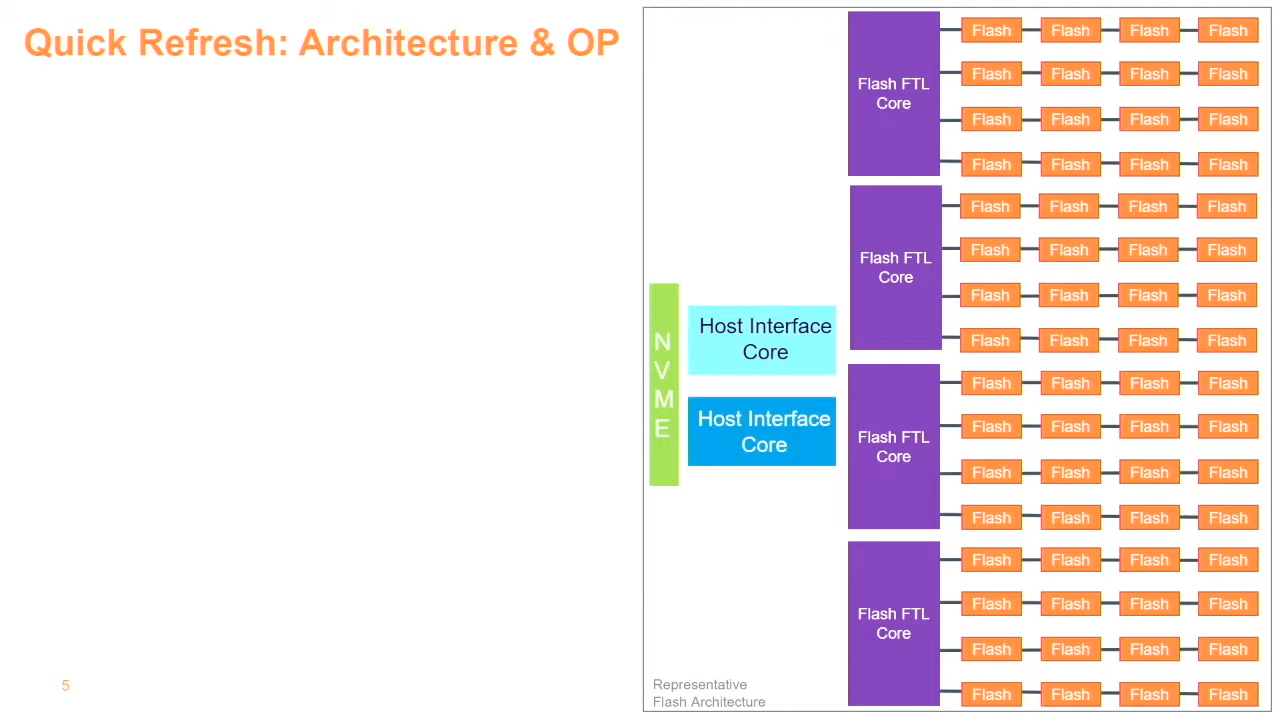 Quick Refresh: Architecture & OP
N
V
M
E
Host Interface
Core
Host Interface
Core
Flash FTL
Core
Flash Flash Flash Flash
Flash Flash Flash Flash
Flash Flash Flash Flash
Flash Flash Flash Flash
Flash FTL
Core
Flash Flash Flash Flash
Flash Flash Flash Flash
Flash Flash Flash Flash
Flash Flash Flash Flash
Flash FTL
Core
Flash Flash Flash Flash
Flash Flash Flash Flash
Flash Flash Flash Flash
Flash Flash Flash Flash
Flash FTL
Core
Flash Flash Flash Flash
Flash Flash Flash Flash
Flash Flash Flash Flash
Flash Flash Flash Flash
Representative
Flash Architecture
5